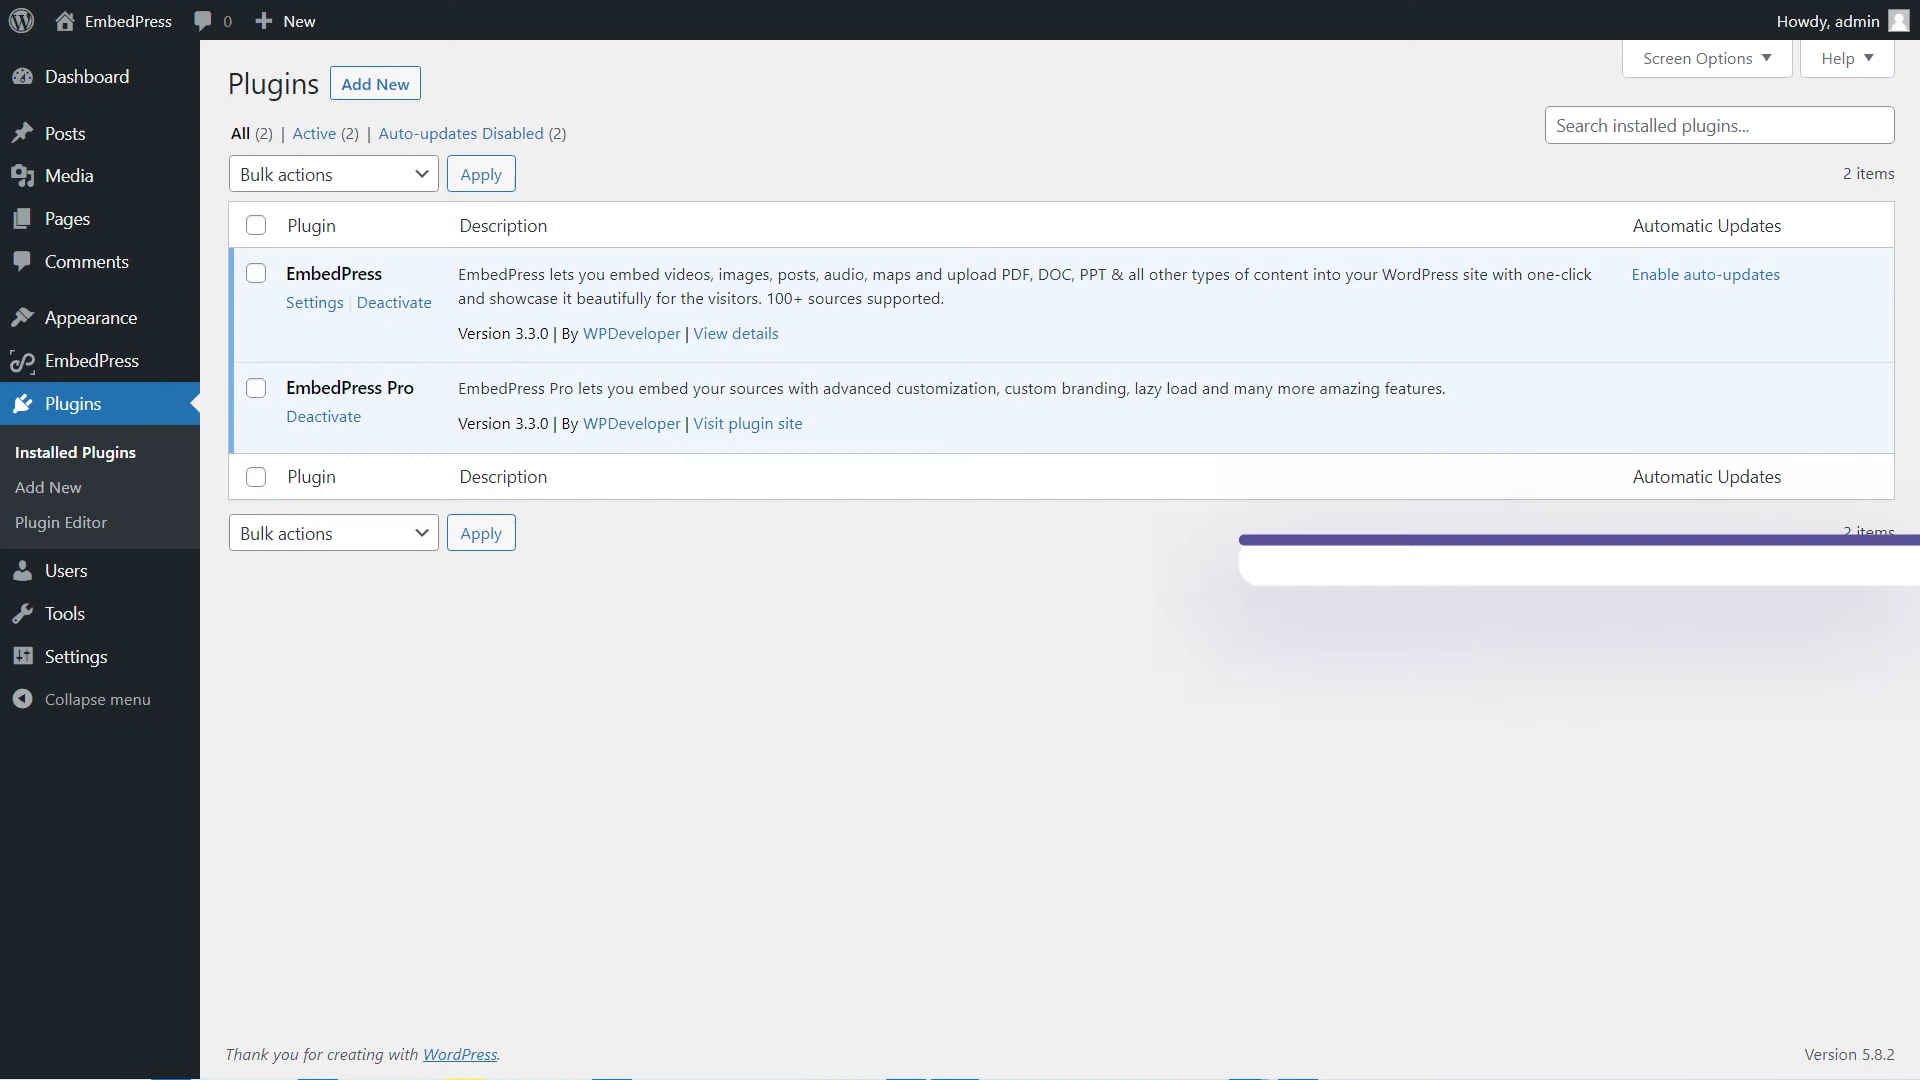 EmbedPress 0 New Howdy, admin
Screen Options Help
Dashboard
Posts
Media
Pages
Comments
Appearance
EmbedPress
Plugins
Installed Plugins
Add New
Plugin Editor
Users
Tools
Settings
Collapse menu
Plugins Add New
All (2) | Active (2) | Auto-updates Disabled (2)
Search installed plugins...
Bulk actions Apply
2 items
Plugin Description Automatic Updates
EmbedPress
Settings | Deactivate
EmbedPress lets you embed videos, images, posts, audio, maps and upload PDF, DOC, PPT & all other types of content into your WordPress site with one-click
and showcase it beautifully for the visitors. 100+ sources supported.
Version 3.3.0 | By WPDeveloper | View details
Enable auto-updates
EmbedPress Pro
Deactivate
EmbedPress Pro lets you embed your sources with advanced customization, custom branding, lazy load and many more amazing features.
Version 3.3.0 | By WPDeveloper | Visit plugin site
Plugin Description Automatic Updates
Bulk actions Apply
2 items
Thank you for creating with WordPress.
Version 5.8.2